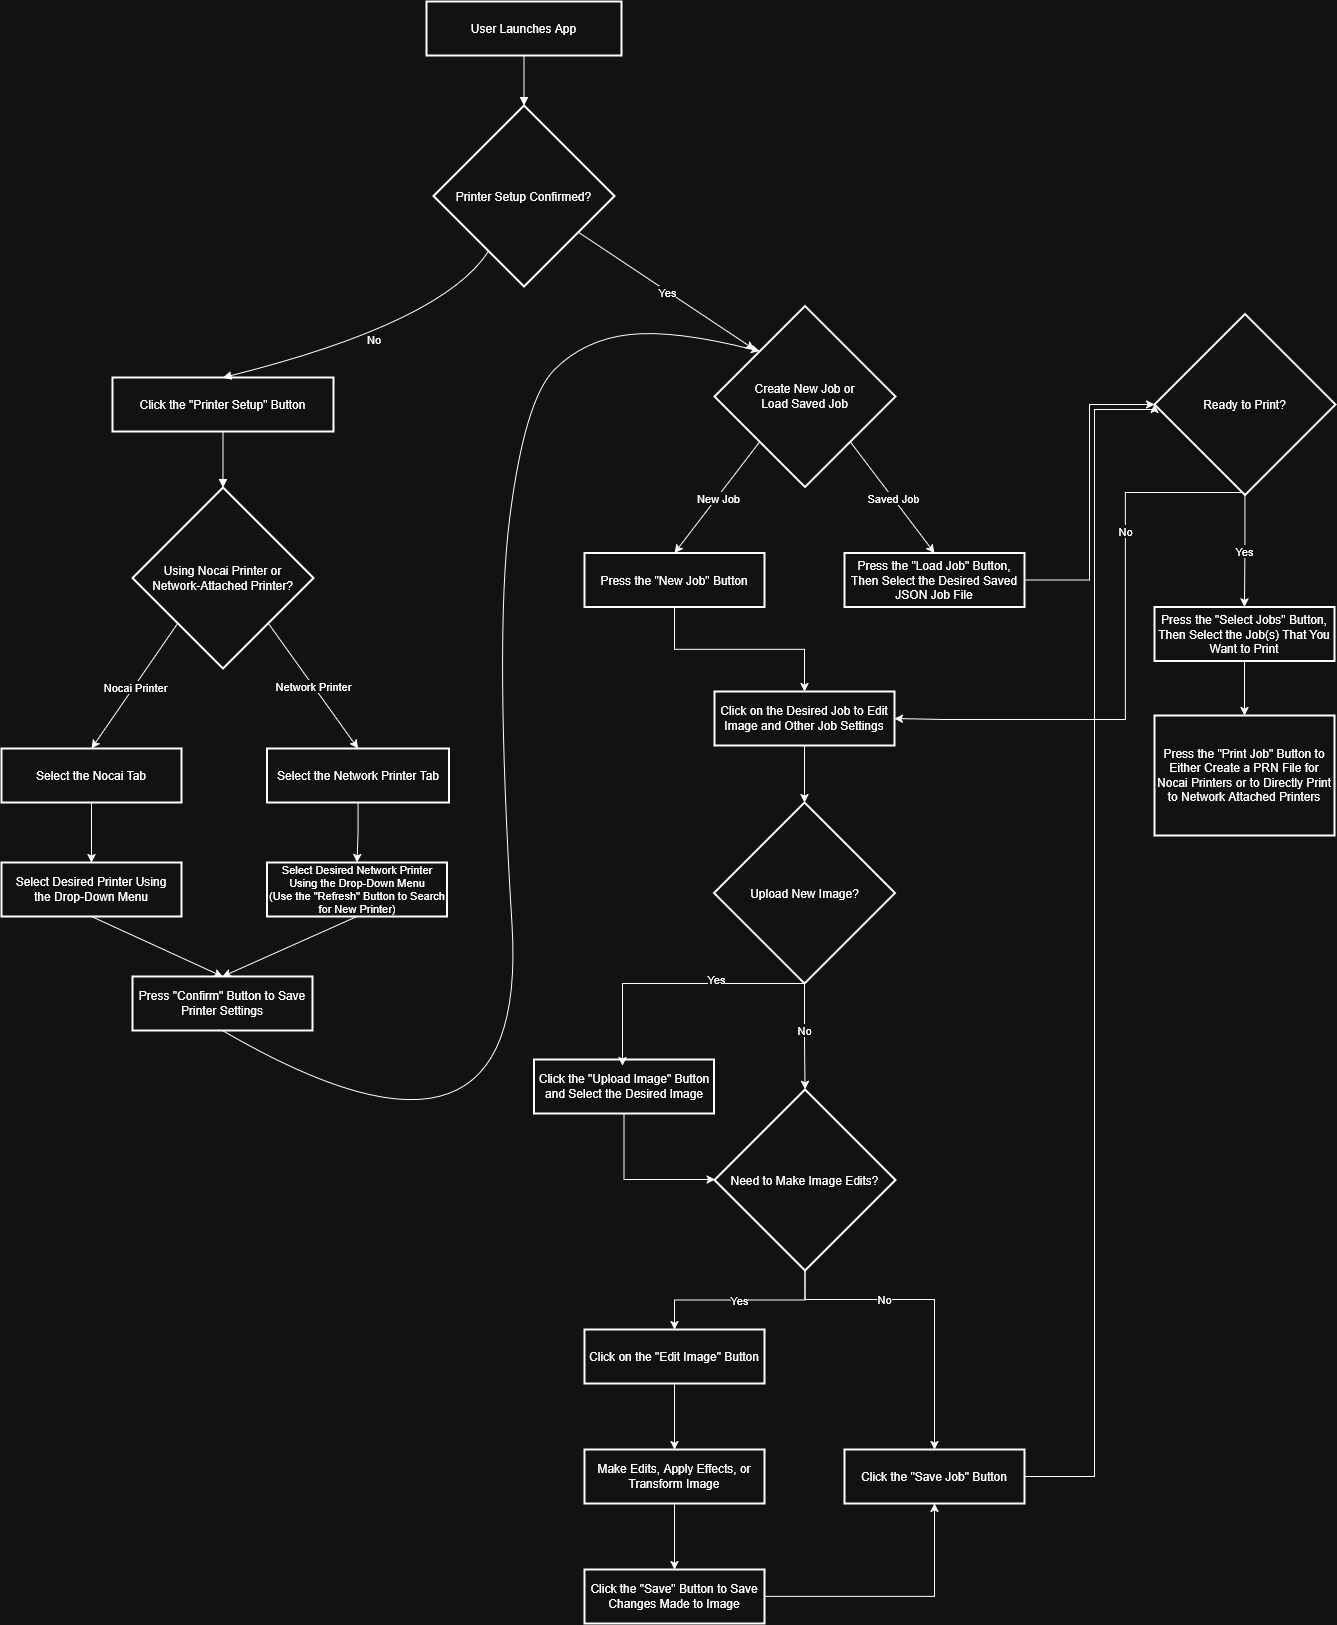 User Launches App
Printer Setup Confirmed?
Yes
No
Click the "Printer Setup" Button
Using Nocai Printer or
Network-Attached Printer?
Nocai Printer
Network Printer
Select the Nocai Tab
Select the Network Printer Tab
Select Desired Printer Using
the Drop-Down Menu
Select Desired Network Printer
Using the Drop-Down Menu
(Use the "Refresh" Button to Search
for New Printer)
Press "Confirm" Button to Save
Printer Settings
Create New Job or
Load Saved Job
New Job
Saved Job
Press the "New Job" Button
Press the "Load Job" Button,
Then Select the Desired Saved
JSON Job File
Click on the Desired Job to Edit
Image and Other Job Settings
Upload New Image?
Yes
No
Click the "Upload Image" Button
and Select the Desired Image
Need to Make Image Edits?
Yes
No
Click on the "Edit Image" Button
Make Edits, Apply Effects, or
Transform Image
Click the "Save" Button to Save
Changes Made to Image
Click the "Save Job" Button
Ready to Print?
No
Yes
Press the "Select Jobs" Button,
Then Select the Job(s) That You
Want to Print
Press the "Print Job" Button to
Either Create a PRN File for
Nocai Printers or to Directly Print
to Network Attached Printers